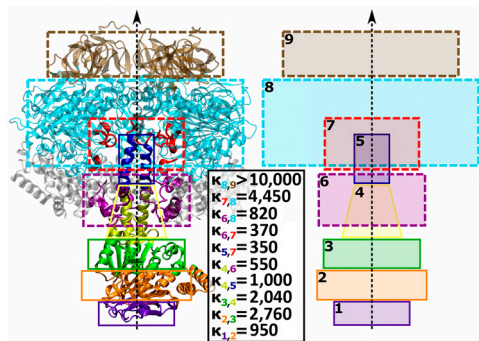 9
8
7
5
6
4
3
2
1
κ8,9>10,000
κ7,8=4,450
κ6,8=820
κ6,7=370
κ5,7=350
κ4,6=550
κ4,5=1,000
κ3,4=2,040
κ2,3=2,760
κ1,2=950